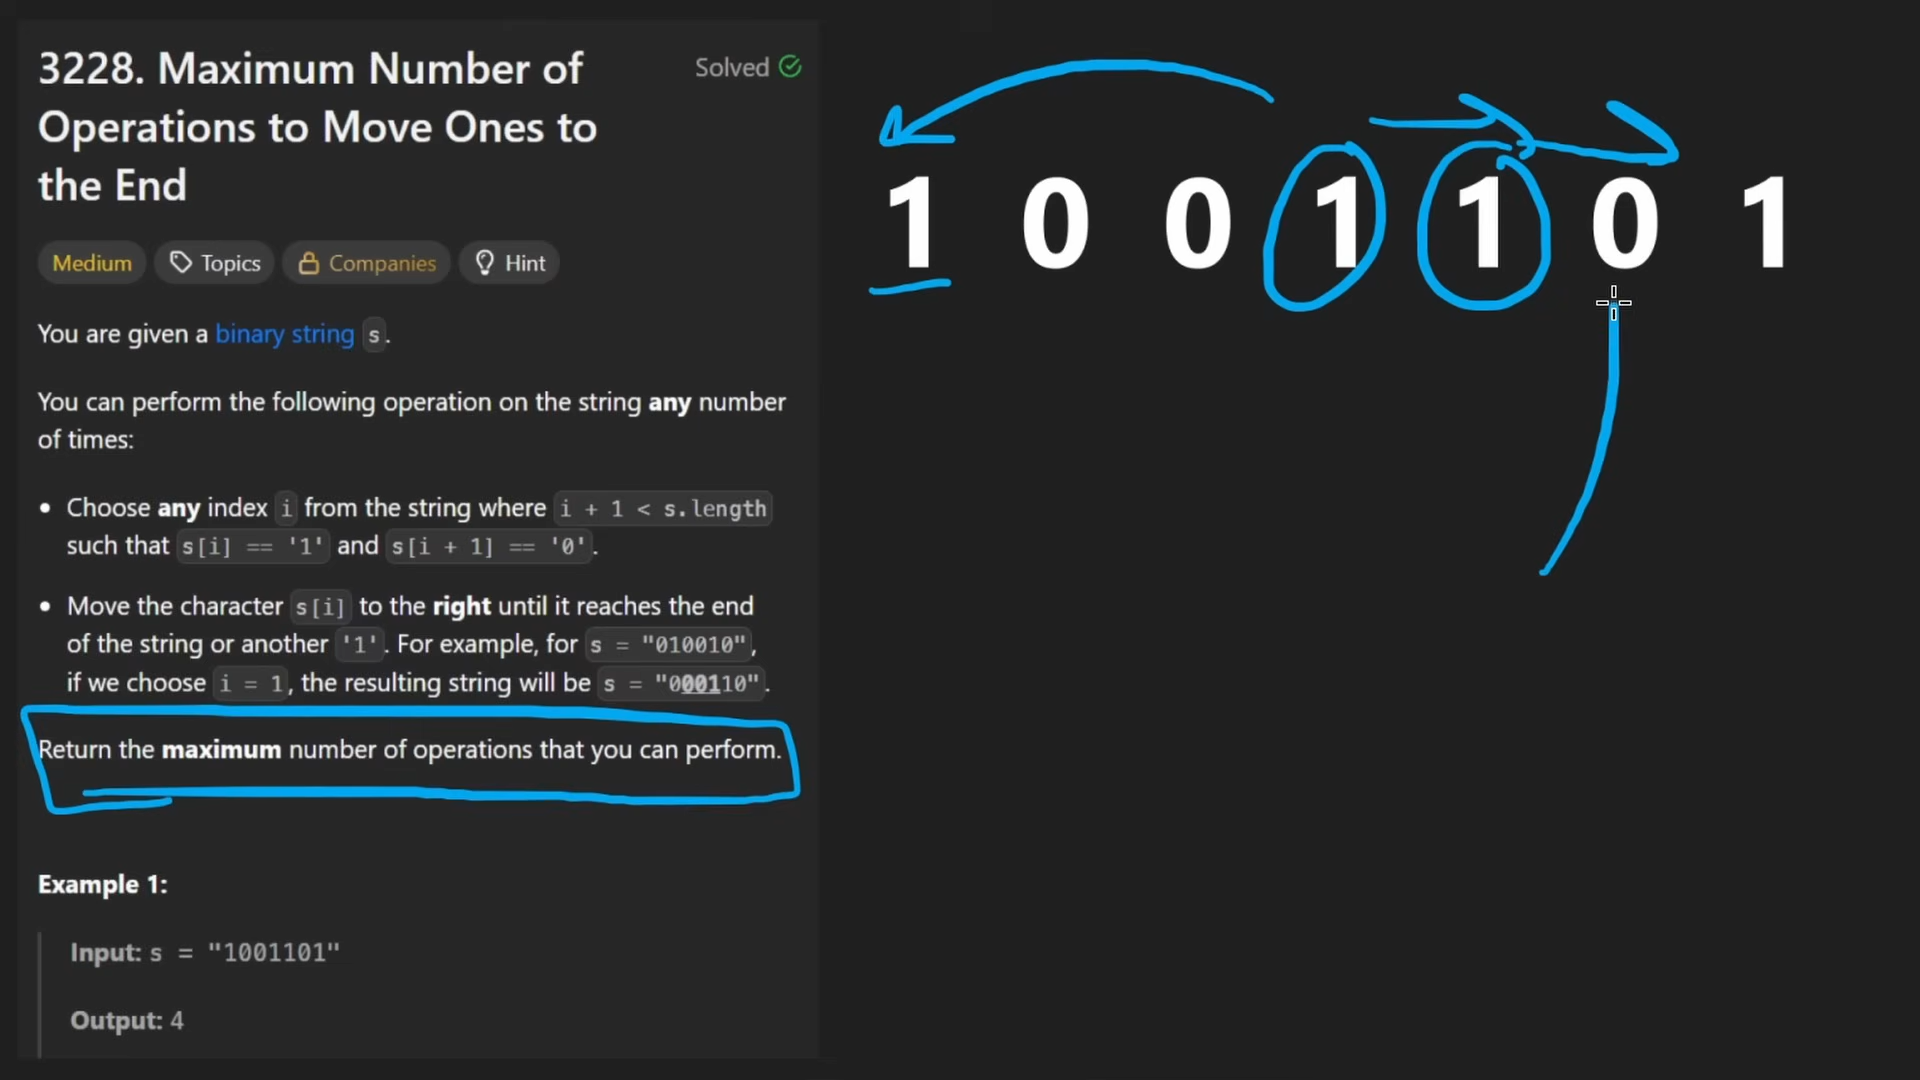 3228. Maximum Number of
Operations to Move Ones to
the End
Solved
Medium
Topics
Companies
Hint
You are given a binary string s.
You can perform the following operation on the string any number
of times:
• Choose any index i from the string where i + 1 < s.length
such that s[i] == '1' and s[i + 1] == '0'.
• Move the character s[i] to the right until it reaches the end
of the string or another '1'. For example, for s = "010010",
if we choose i = 1, the resulting string will be s = "000110".
Return the maximum number of operations that you can perform.
Example 1:
Input: s = "1001101"
Output: 4
1 0 0 1 1 0 1